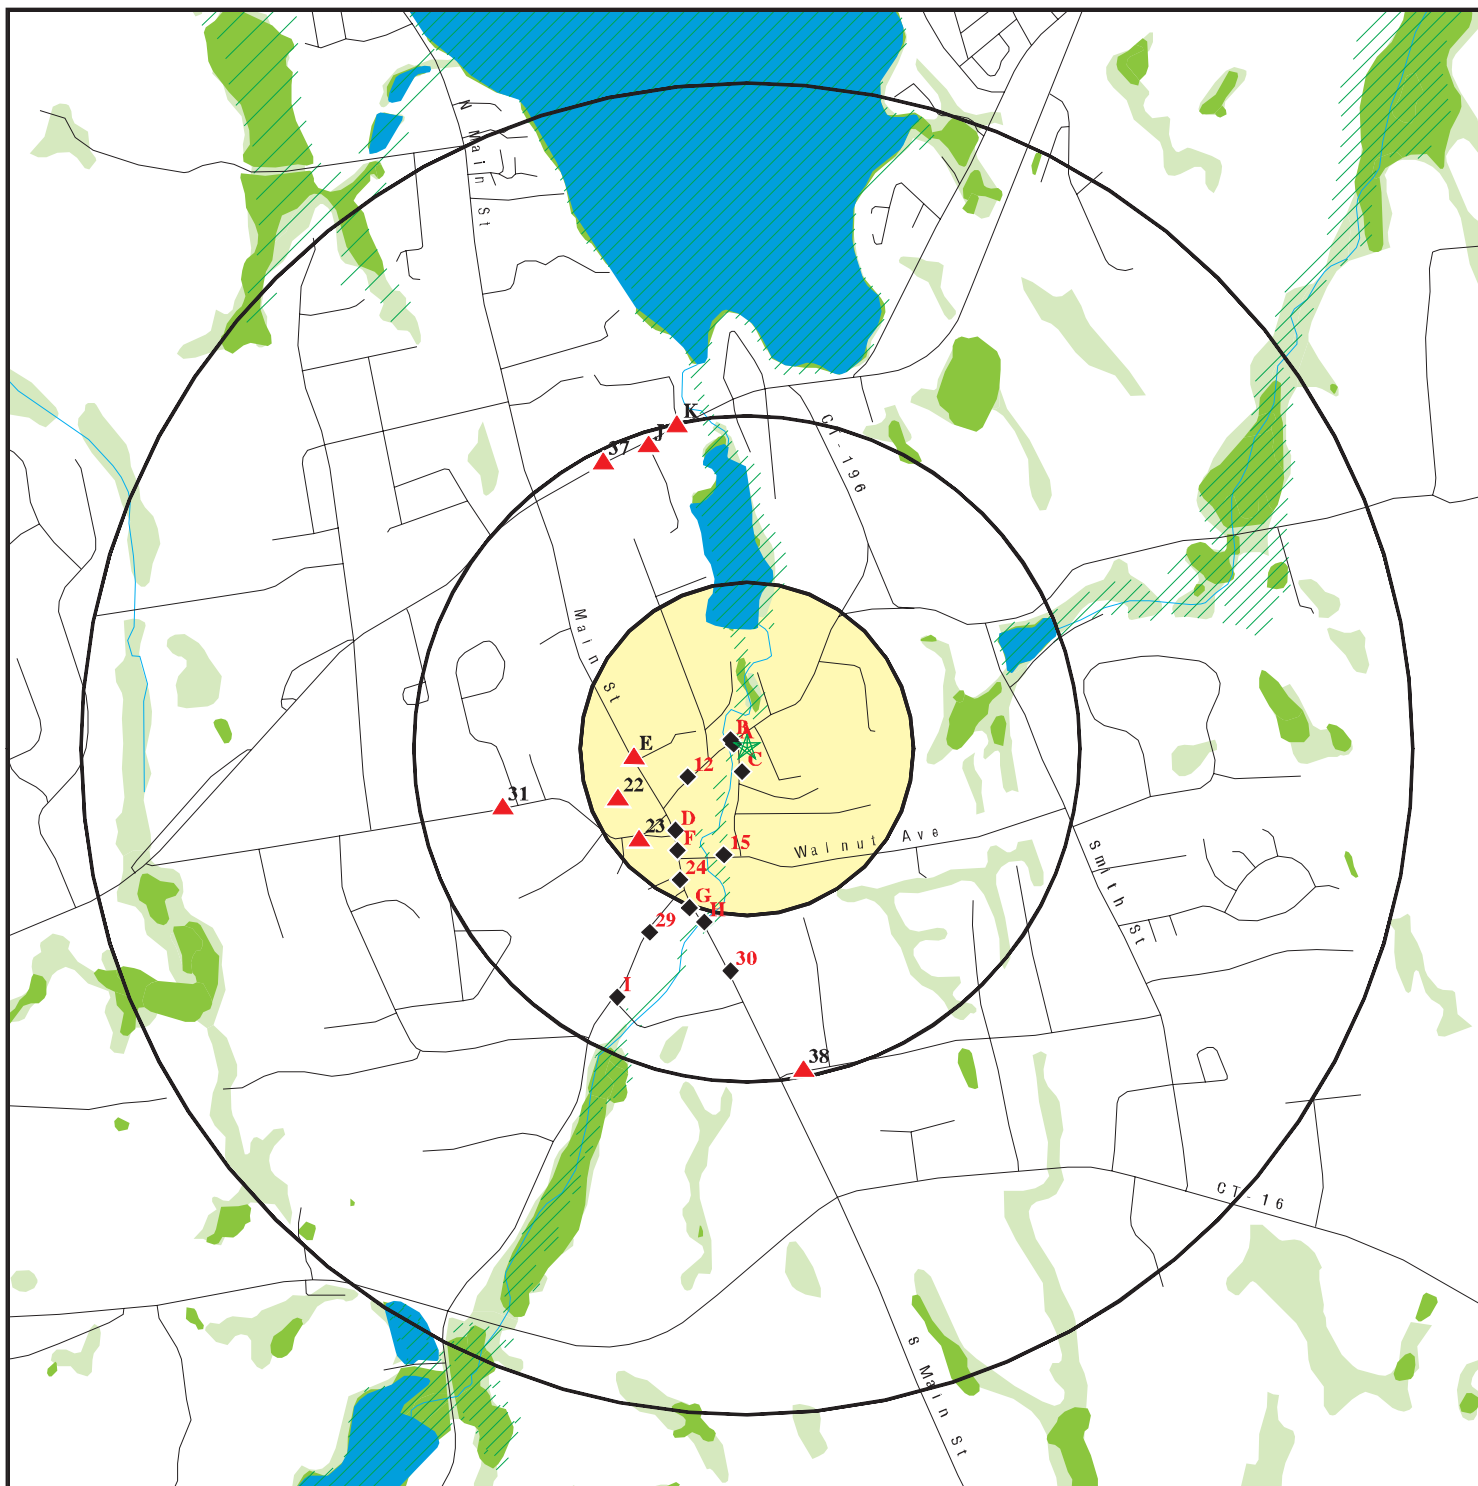 N Main St
K
J
37
CT-196
Main St
B
A
E
C
12
22
31
D
23
F
15
Walnut Ave
24
Smith St
G
H
29
30
I
38
CT-16
S Main St